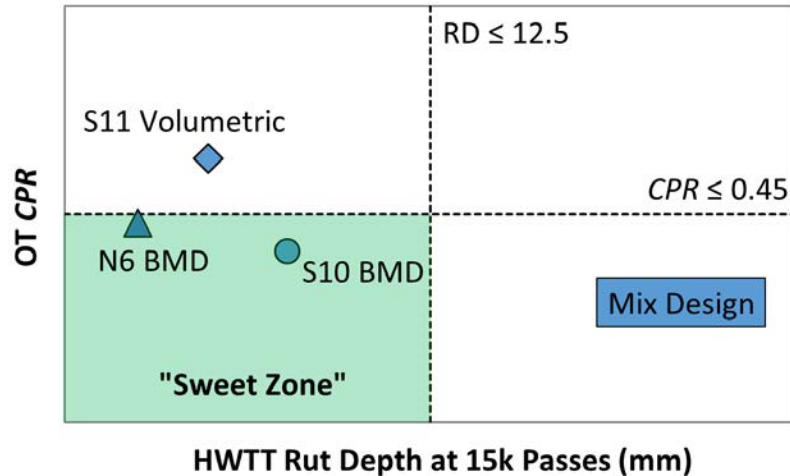 RD ≤ 12.5
S11 Volumetric
CPR ≤ 0.45
OT CPR
N6 BMD
S10 BMD
Mix Design
"Sweet Zone"
HWTT Rut Depth at 15k Passes (mm)